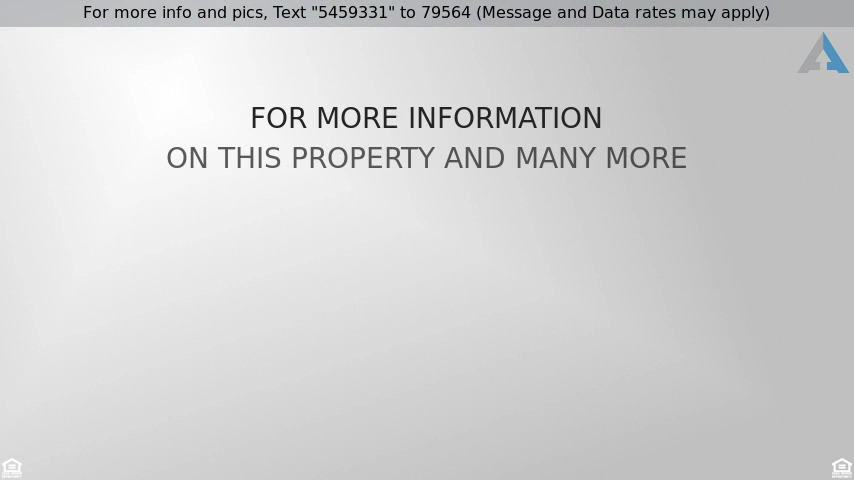 For more info and pics, Text "5459331" to 79564 (Message and Data rates may apply)
FOR MORE INFORMATION
ON THIS PROPERTY AND MANY MORE